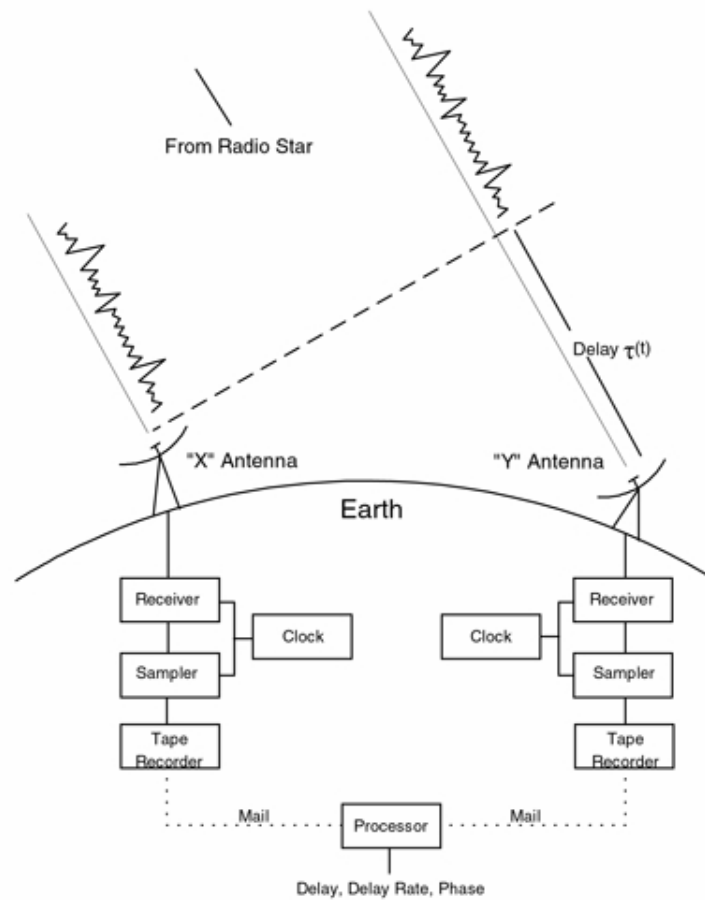 From Radio Star
Delay τ(t)
"X" Antenna
"Y" Antenna
Earth
Receiver
Receiver
Clock
Clock
Sampler
Sampler
Tape
Recorder
Tape
Recorder
Mail
Mail
Processor
Delay, Delay Rate, Phase